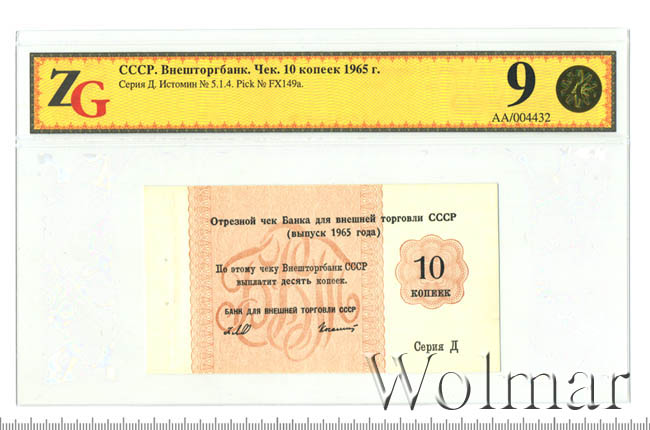 ZG
СССР. Внешторгбанк. Чек. 10 копеек 1965 г.
Серия Д. Истомин № 5.1.4. Pick № FX149a.
9
AA/004432
Отрезной чек Банка для внешней торговли СССР
(выпуск 1965 года)
По этому чеку Внешторгбанк СССР
выплатит десять копеек.
БАНК ДЛЯ ВНЕШНЕЙ ТОРГОВЛИ СССР
10
КОПЕЕК
Серия Д
Wolmar